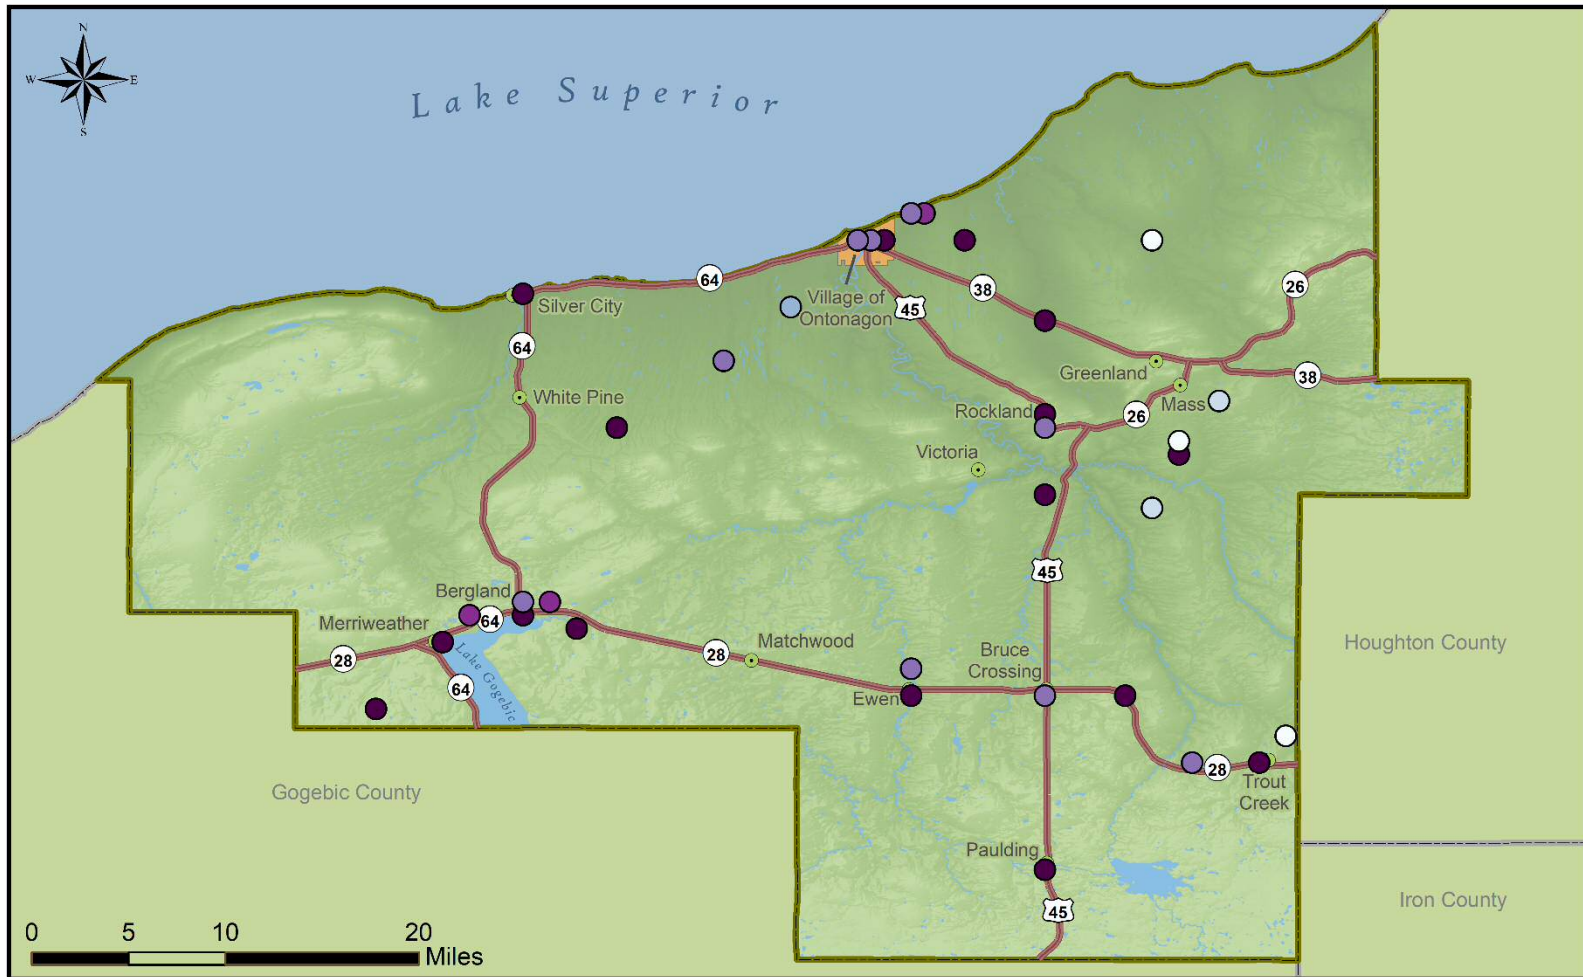 N
W
E
S
Lake Superior
64
Silver City
Village of
Ontonagon
45
38
26
64
White Pine
Greenland
38
Mass
Rockland
26
Victoria
45
Bergland
64
Merriweather
28
Lake Gogebic
64
28
Matchwood
Bruce
Crossing
Ewen
Houghton County
28
Trout
Creek
Gogebic County
Paulding
45
Iron County
0
5
10
20
Miles